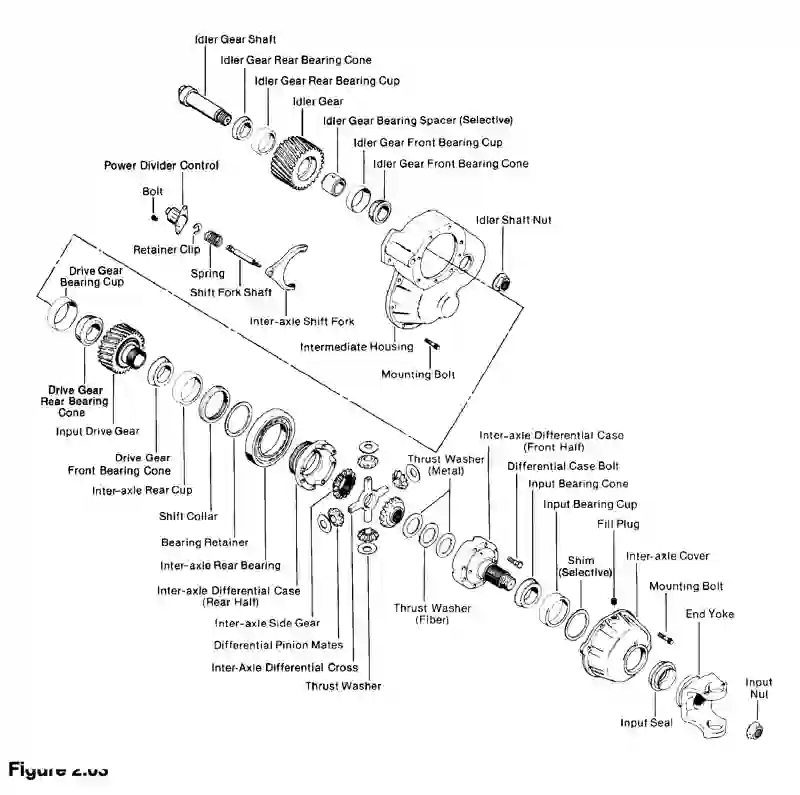 Idler Gear Shaft
Idler Gear Rear Bearing Cone
Idler Gear Rear Bearing Cup
Idler Gear
Idler Gear Bearing Spacer (Selective)
Idler Gear Front Bearing Cup
Idler Gear Front Bearing Cone
Power Divider Control
Bolt
Idler Shaft Nut
Retainer Clip
Spring
Shift Fork Shaft
Inter-axle Shift Fork
Drive Gear
Bearing Cup
Intermediate Housing
Mounting Bolt
Drive Gear
Rear Bearing
Cone
Input Drive Gear
Drive Gear
Front Bearing Cone
Inter-axle Rear Cup
Shift Collar
Bearing Retainer
Inter-axle Rear Bearing
Inter-axle Differential Case
(Rear Half)
Inter-axle Side Gear
Differential Pinion Mates
Inter-Axle Differential Cross
Thrust Washer
Thrust Washer
(Metal)
Thrust Washer
(Fiber)
Inter-axle Differential Case
(Front Half)
Differential Case Bolt
Input Bearing Cone
Input Bearing Cup
Fill Plug
Shim
(Selective)
Inter-axle Cover
Mounting Bolt
End Yoke
Input Seal
Input
Nut
Figure 2.03